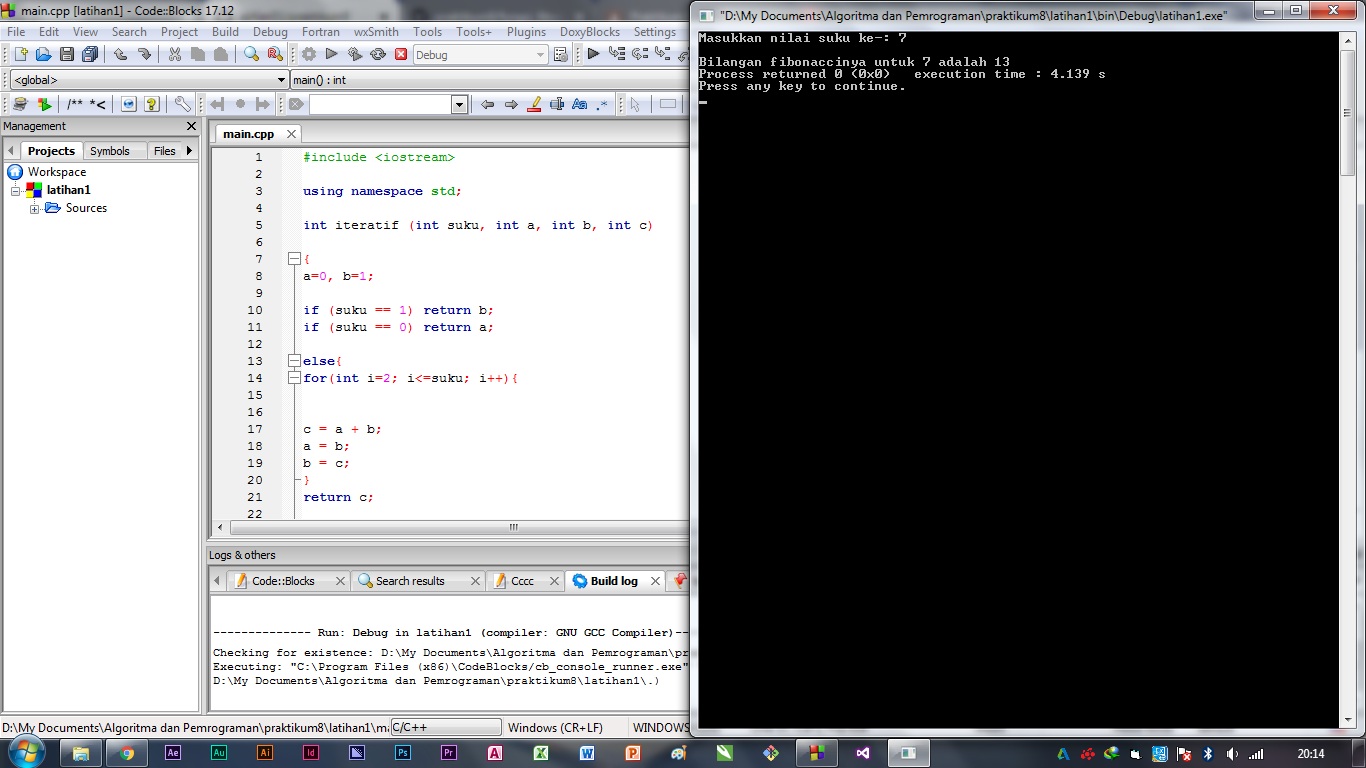 main.cpp [latihan1] - Code::Blocks 17.12
File Edit View Search Project Build Debug Fortran wxSmith Tools Tools+ Plugins DoxyBlocks Settings
Debug
<global> main() : int
/** *< Aa .*
Management
Projects Symbols Files
Workspace
latihan1
Sources
main.cpp
1 #include <iostream>
2
3 using namespace std;
4
5 int iteratif (int suku, int a, int b, int c)
6
7 {
8 a=0, b=1;
9
10 if (suku == 1) return b;
11 if (suku == 0) return a;
12
13 else{
14 for(int i=2; i<=suku; i++){
15
16
17 c = a + b;
18 a = b;
19 b = c;
20 }
21 return c;
22
Logs & others
Code::Blocks Search results Cccc Build log
-------------- Run: Debug in latihan1 (compiler: GNU GCC Compiler)--
Checking for existence: D:\My Documents\Algoritma dan Pemrograman\pr
Executing: "C:\Program Files (x86)\CodeBlocks/cb_console_runner.exe"
D:\My Documents\Algoritma dan Pemrograman\praktikum8\latihan1\.)
D:\My Documents\Algoritma dan Pemrograman\praktikum8\latihan1\ma C/C++ Windows (CR+LF) WINDOWS
"D:\My Documents\Algoritma dan Pemrograman\praktikum8\latihan1\bin\Debug\latihan1.exe"
Masukkan nilai suku ke-: 7
Bilangan fibonaccinya untuk 7 adalah 13
Process returned 0 (0x0) execution time : 4.139 s
Press any key to continue.
Ae Au Ai Id Ps Pr A X W P 20:14